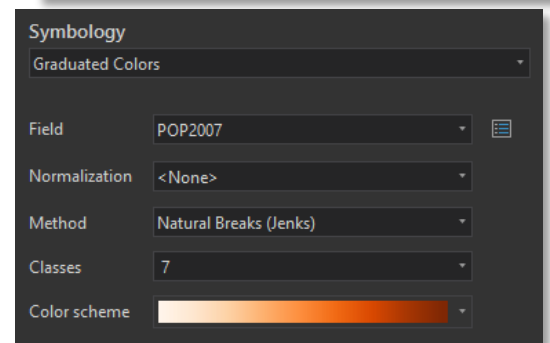 Symbology
Graduated Colors
Field POP2007
Normalization <None>
Method Natural Breaks (Jenks)
Classes 7
Color scheme